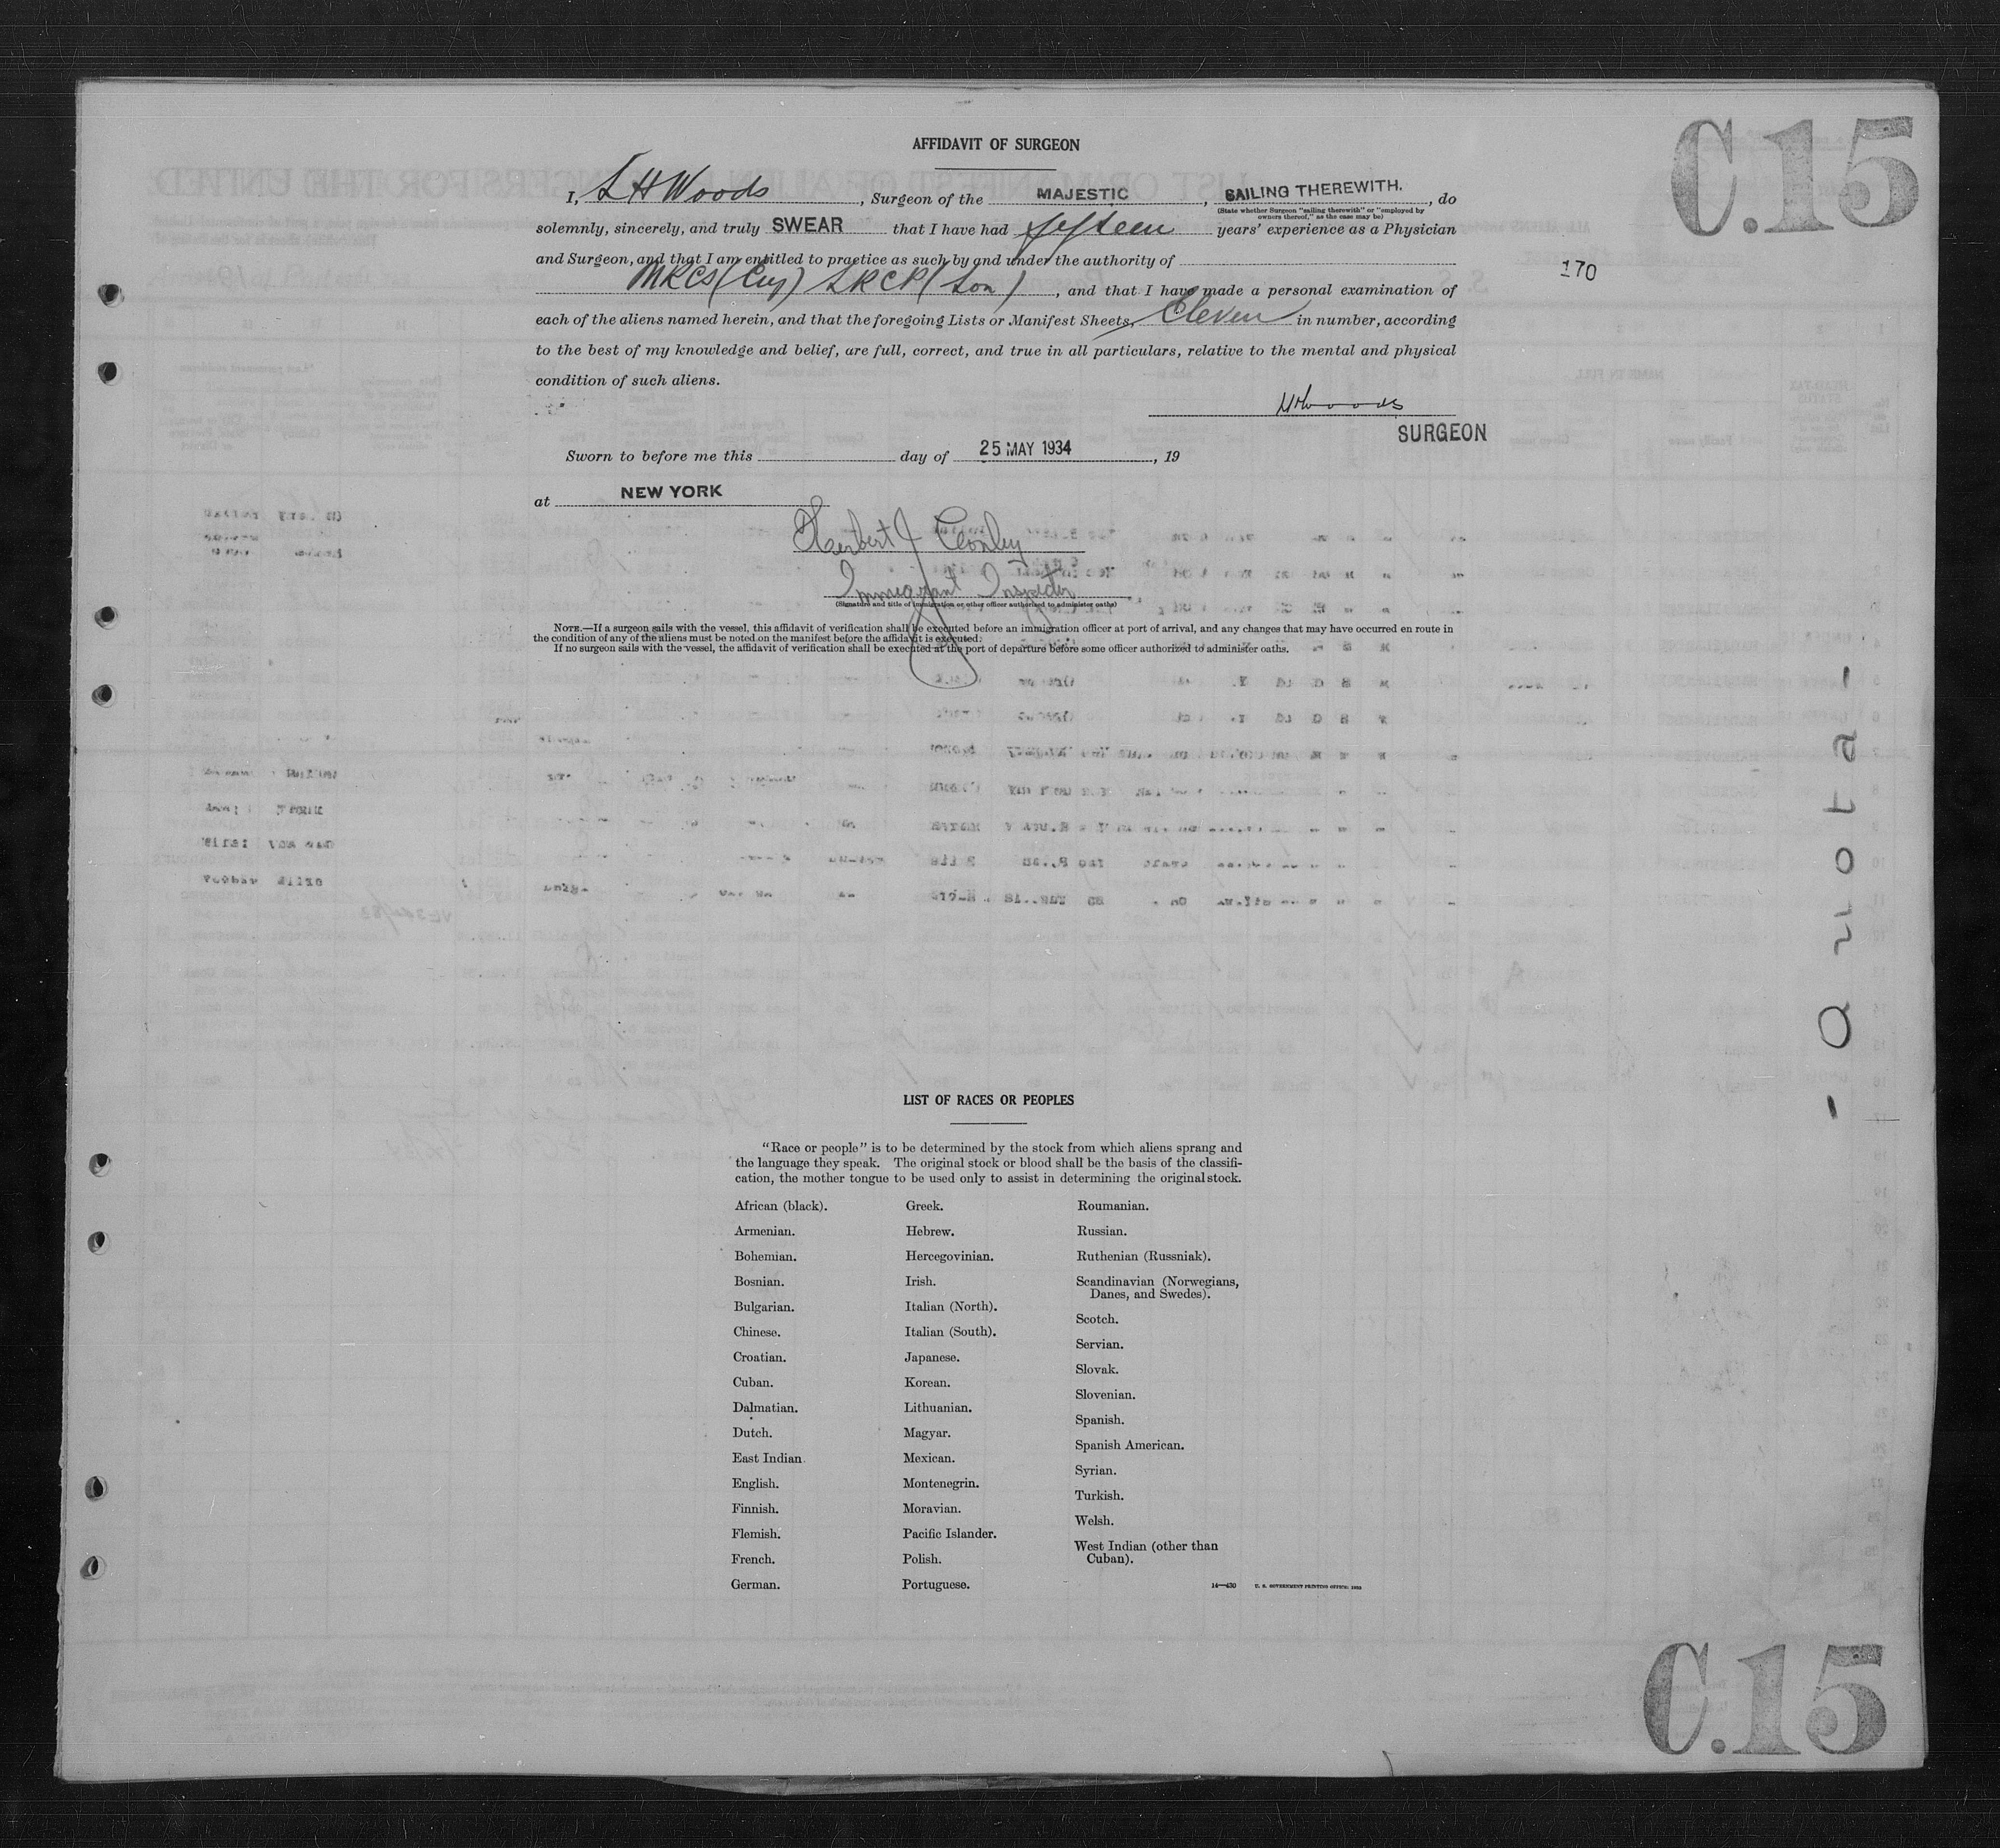 C.15
AFFIDAVIT OF SURGEON
I, L H Woods, Surgeon of the MAJESTIC, SAILING THEREWITH., do
(State whether Surgeon "sailing therewith" or "employed by
owners thereof," as the case may be)
solemnly, sincerely, and truly SWEAR that I have had fifteen years' experience as a Physician
and Surgeon, and that I am entitled to practice as such by and under the authority of
170
MRCS (Eng) LRCP (Lon), and that I have made a personal examination of
each of the aliens named herein, and that the foregoing Lists or Manifest Sheets, Eleven in number, according
to the best of my knowledge and belief, are full, correct, and true in all particulars, relative to the mental and physical
condition of such aliens.
LHWoods
SURGEON
Sworn to before me this day of 25 MAY 1934, 19
at NEW YORK
Herbert J
Immigrant Inspector
(Signature and title of immigration or other officer authorized to administer oaths)
NOTE.—If a surgeon sails with the vessel, this affidavit of verification shall be executed before an immigration officer at port of arrival, and any changes that may have occurred en route in
the condition of any of the aliens must be noted on the manifest before the affidavit is executed.
If no surgeon sails with the vessel, the affidavit of verification shall be executed at the port of departure before some officer authorized to administer oaths.
LIST OF RACES OR PEOPLES
"Race or people" is to be determined by the stock from which aliens sprang and
the language they speak. The original stock or blood shall be the basis of the classifi-
cation, the mother tongue to be used only to assist in determining the original stock.
African (black).
Armenian.
Bohemian.
Bosnian.
Bulgarian.
Chinese.
Croatian.
Cuban.
Dalmatian.
Dutch.
East Indian
English.
Finnish.
Flemish.
French.
German.
Greek.
Hebrew.
Hercegovinian.
Irish.
Italian (North).
Italian (South).
Japanese.
Korean.
Lithuanian.
Magyar.
Mexican.
Montenegrin.
Moravian.
Pacific Islander.
Polish.
Portuguese.
Roumanian.
Russian.
Ruthenian (Russniak).
Scandinavian (Norwegians,
Danes, and Swedes).
Scotch.
Servian.
Slovak.
Slovenian.
Spanish.
Spanish American.
Syrian.
Turkish.
Welsh.
West Indian (other than
Cuban).
14—430 U. S. GOVERNMENT PRINTING OFFICE:
C.15